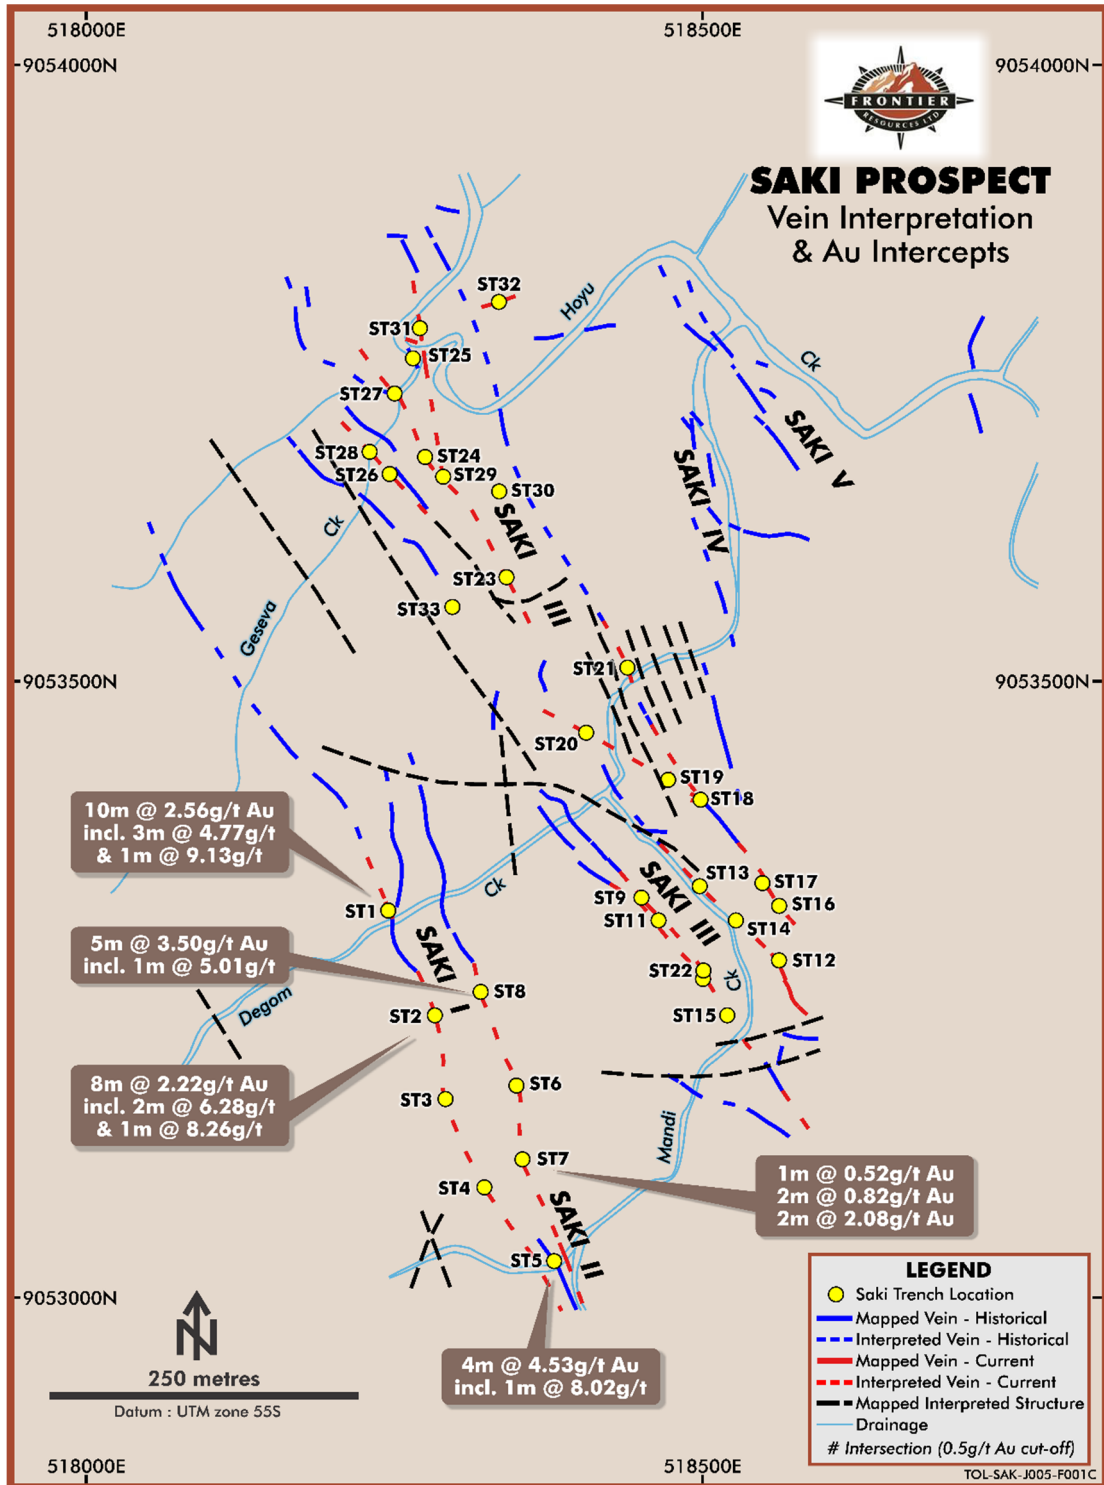 518000E
518500E
9054000N
9054000N
FRONTIER
RESOURCES LTD
SAKI PROSPECT
Vein Interpretation
& Au Intercepts
ST32
Hoyu
ST31
ST25
Ck
ST27
SAKI V
ST28
ST24
ST26
ST29
ST30
SAKI IV
Ck
SAKI III
ST23
ST33
Geseva
ST21
9053500N
9053500N
ST20
ST19
ST18
10m @ 2.56g/t Au
incl. 3m @ 4.77g/t
& 1m @ 9.13g/t
Ck
ST13
ST17
ST9
SAKI III
ST16
ST1
ST11
ST14
5m @ 3.50g/t Au
incl. 1m @ 5.01g/t
SAKI I
ST12
ST22
Ck
ST8
Degom
ST2
ST15
8m @ 2.22g/t Au
incl. 2m @ 6.28g/t
& 1m @ 8.26g/t
ST6
ST3
Mandi
ST7
1m @ 0.52g/t Au
2m @ 0.82g/t Au
2m @ 2.08g/t Au
ST4
SAKI II
ST5
9053000N
N
250 metres
Datum : UTM zone 55S
4m @ 4.53g/t Au
incl. 1m @ 8.02g/t
LEGEND
Saki Trench Location
Mapped Vein - Historical
Interpreted Vein - Historical
Mapped Vein - Current
Interpreted Vein - Current
Mapped Interpreted Structure
Drainage
# Intersection (0.5g/t Au cut-off)
518000E
518500E
TOL-SAK-J005-F001C